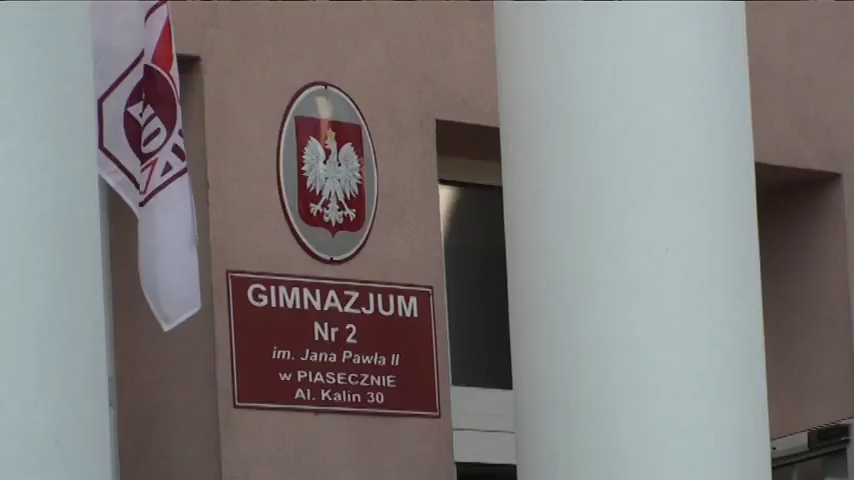 GIMNAZJUM
Nr 2
im. Jana Pawła II
w PIASECZNIE
Al. Kalin 30